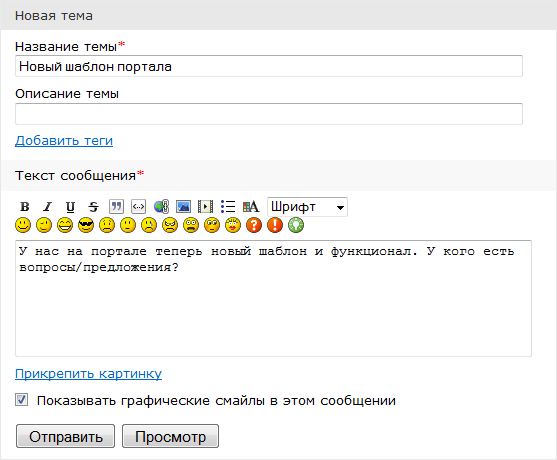 Новая тема
Название темы*
Новый шаблон портала
Описание темы
Добавить теги
Текст сообщения*
B I U S Шрифт
У нас на портале теперь новый шаблон и функционал. У кого есть
вопросы/предложения?
Прикрепить картинку
Показывать графические смайлы в этом сообщении
Отправить Просмотр